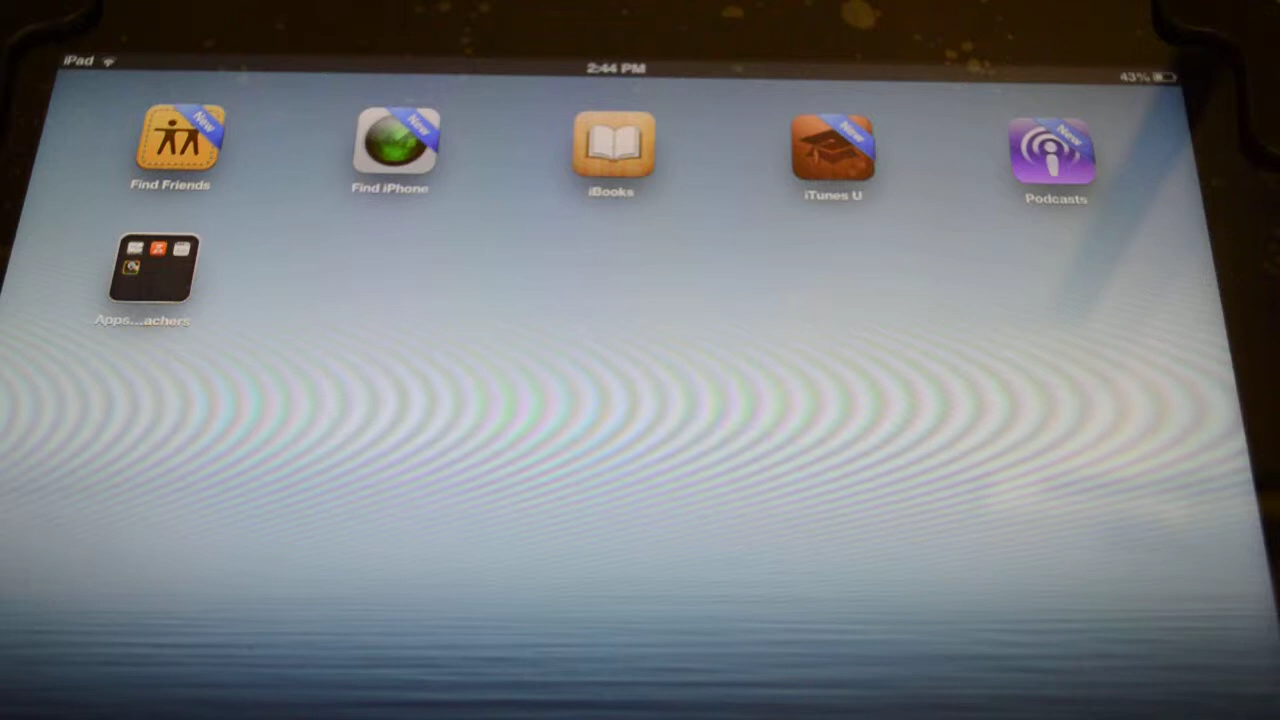 iPad 2:44 PM 43%
New New New New
Find Friends Find iPhone iBooks iTunes U Podcasts
Apps...achers